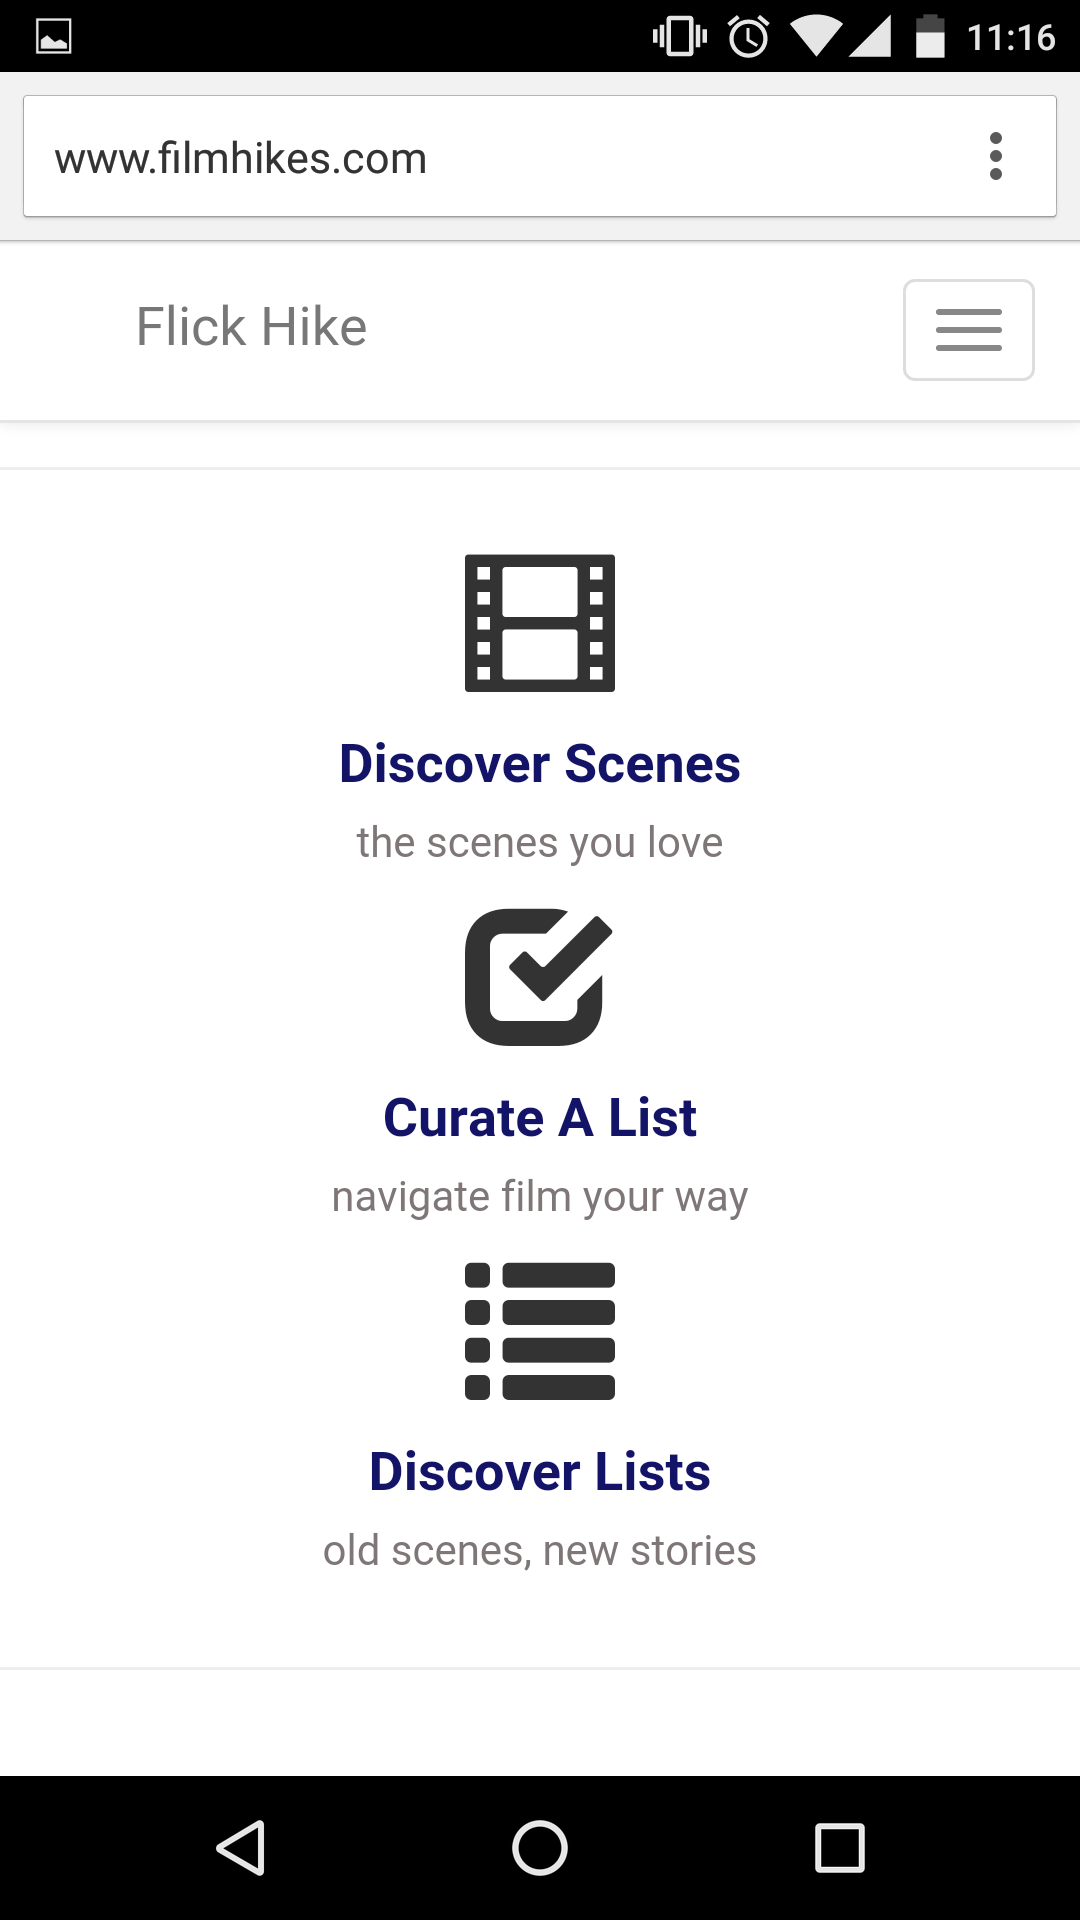 11:16
www.filmhikes.com
Flick Hike
Discover Scenes
the scenes you love
Curate A List
navigate film your way
Discover Lists
old scenes, new stories